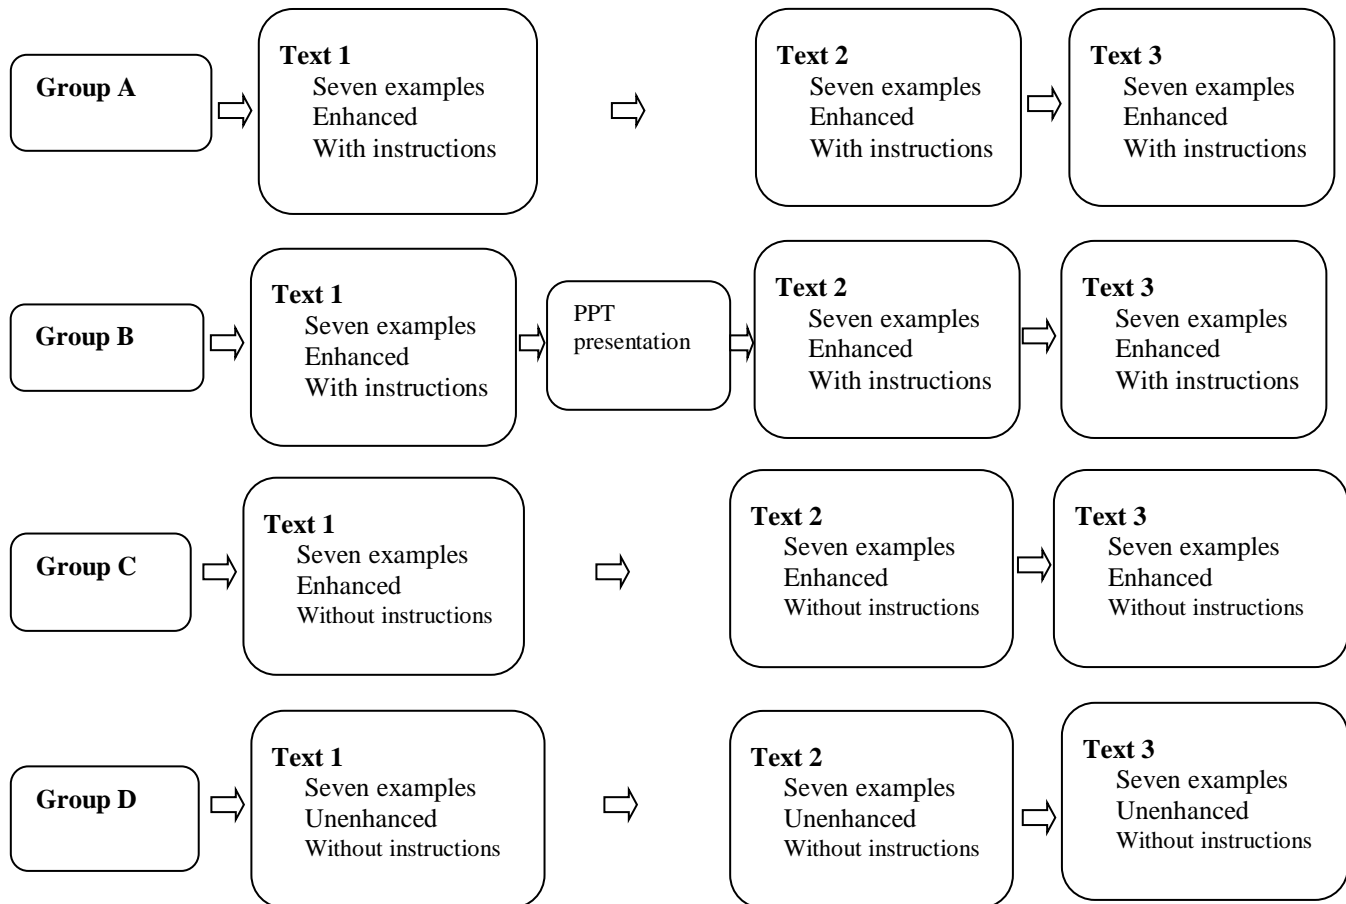 Group A
Text 1
Seven examples
Enhanced
With instructions
Text 2
Seven examples
Enhanced
With instructions
Text 3
Seven examples
Enhanced
With instructions
Group B
Text 1
Seven examples
Enhanced
With instructions
PPT
presentation
Text 2
Seven examples
Enhanced
With instructions
Text 3
Seven examples
Enhanced
With instructions
Group C
Text 1
Seven examples
Enhanced
Without instructions
Text 2
Seven examples
Enhanced
Without instructions
Text 3
Seven examples
Enhanced
Without instructions
Group D
Text 1
Seven examples
Unenhanced
Without instructions
Text 2
Seven examples
Unenhanced
Without instructions
Text 3
Seven examples
Unenhanced
Without instructions